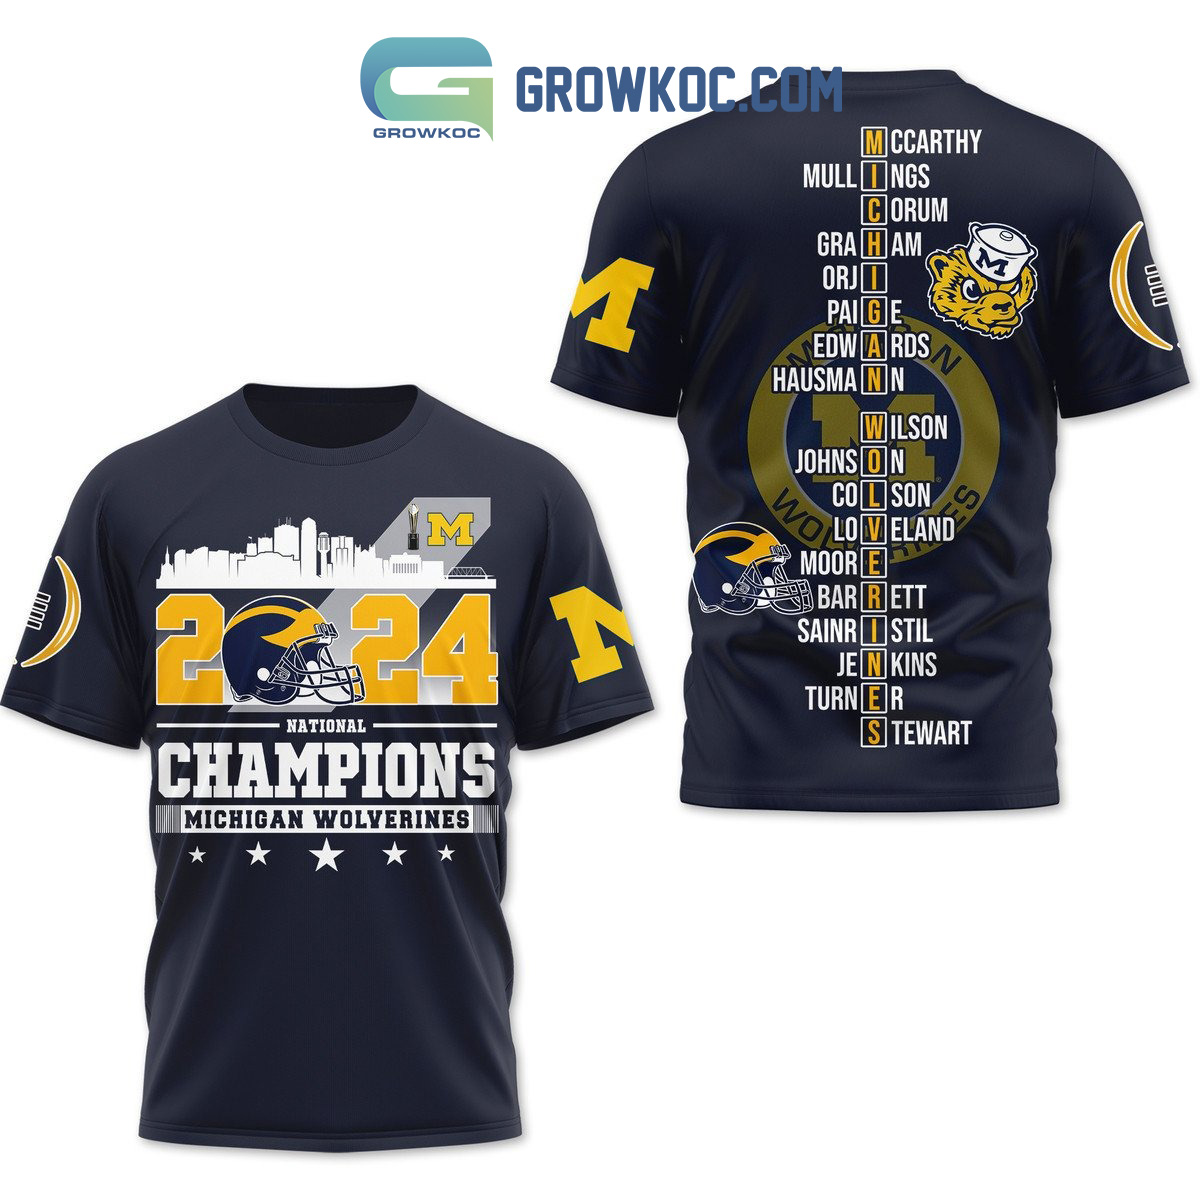 GROWKOC
GROWKOC.COM
MCCARTHY
MULLINGS
CORUM
GRAHAM
ORJI
PAIGE
EDWARDS
HAUSMANN
WILSON
JOHNSON
COLSON
LOVELAND
MOORE
BARRETT
SAINRISTIL
JENKINS
TURNER
STEWART
M
M
M
WOLVERINES
M
M
2024
NATIONAL
CHAMPIONS
MICHIGAN WOLVERINES